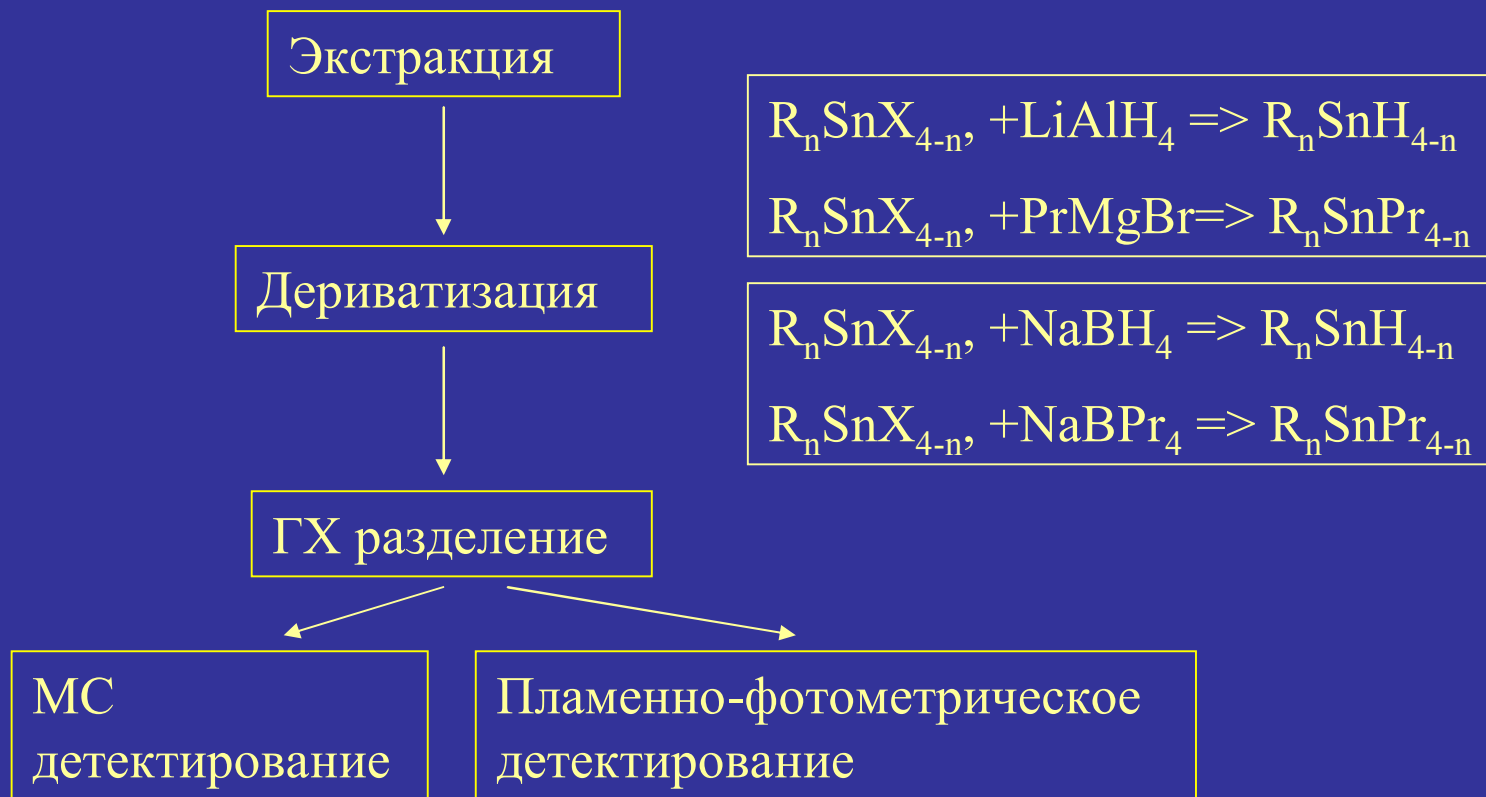 Экстракция
Дериватизация
ГХ разделение
МС
детектирование
Пламенно-фотометрическое
детектирование
RₙSnX₄₋ₙ, +LiAlH₄ => RₙSnH₄₋ₙ
RₙSnX₄₋ₙ, +PrMgBr=> RₙSnPr₄₋ₙ
RₙSnX₄₋ₙ, +NaBH₄ => RₙSnH₄₋ₙ
RₙSnX₄₋ₙ, +NaBPr₄ => RₙSnPr₄₋ₙ